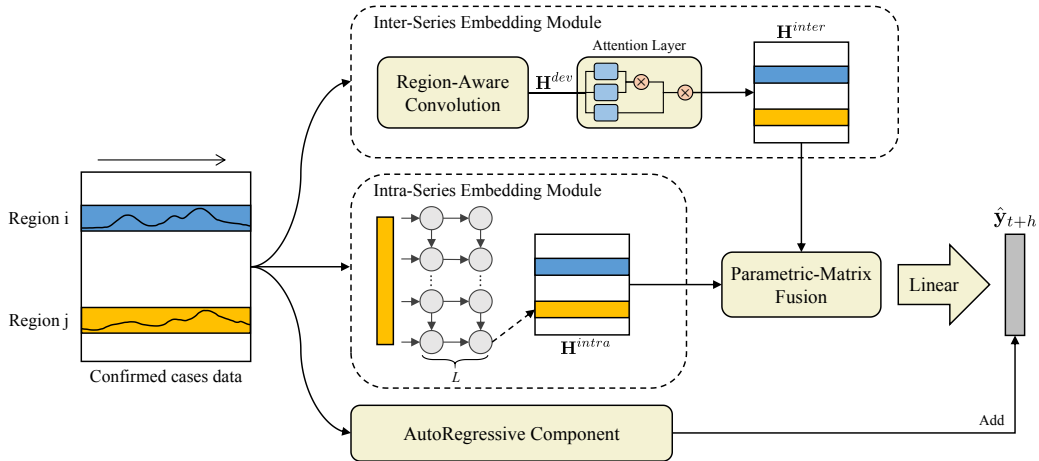 Inter-Series Embedding Module
Region-Aware
Convolution
H^{dev}
Attention Layer
H^{inter}
Region i
Region j
Confirmed cases data
Intra-Series Embedding Module
L
H^{intra}
Parametric-Matrix
Fusion
Linear
ŷ_{t+h}
AutoRegressive Component
Add